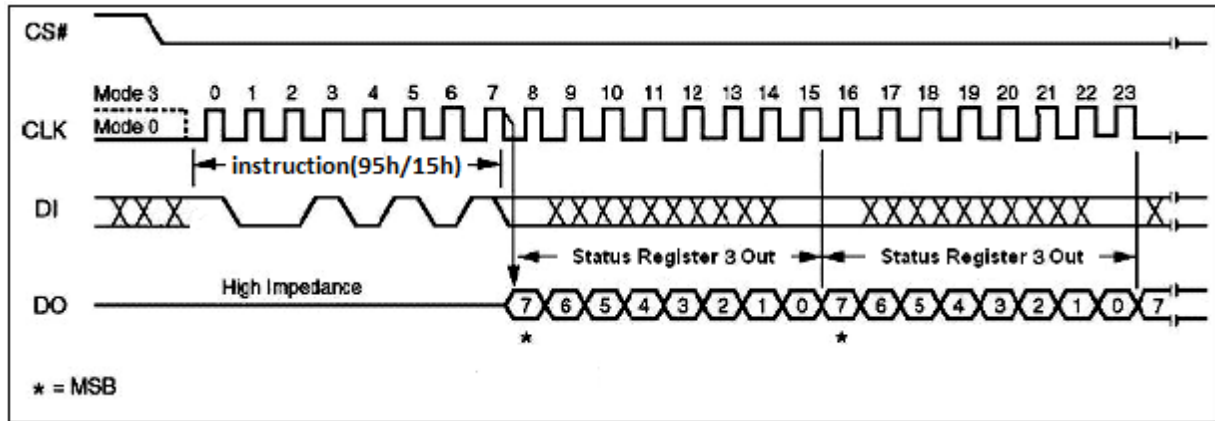 CS#
Mode 3 0 1 2 3 4 5 6 7 8 9 10 11 12 13 14 15 16 17 18 19 20 21 22 23
CLK Mode 0
instruction(95h/15h)
DI
Status Register 3 Out Status Register 3 Out
High Impedance
DO 7 6 5 4 3 2 1 0 7 6 5 4 3 2 1 0 7
* *
* = MSB